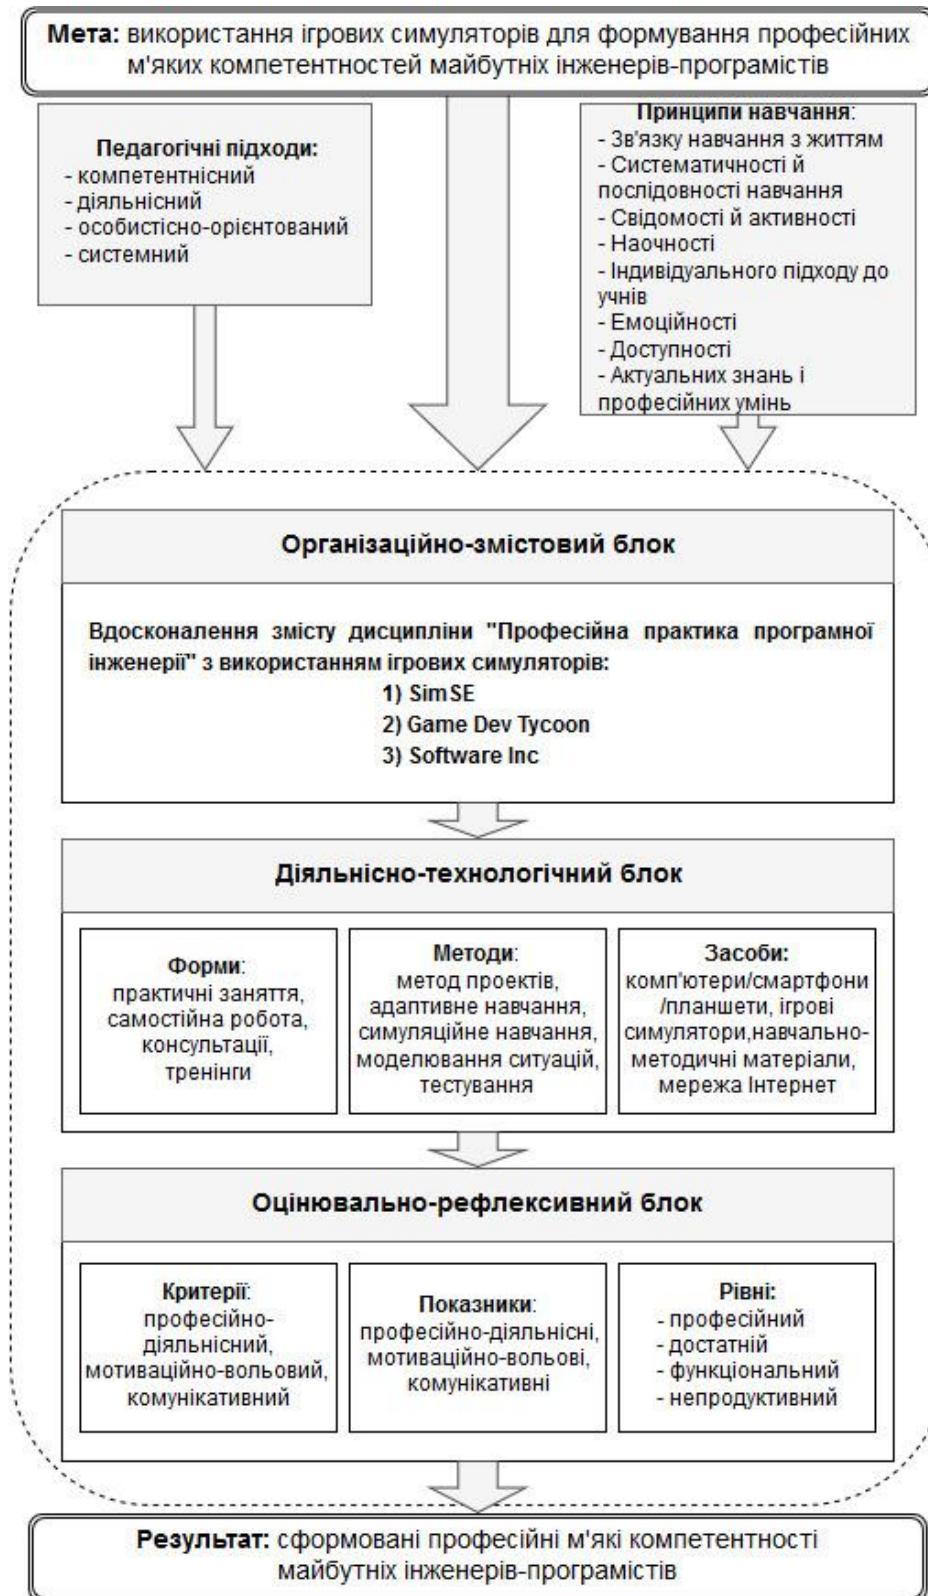 Мета: використання ігрових симуляторів для формування професійних
м'яких компетентностей майбутніх інженерів-програмістів
Педагогічні підходи:
- компетентнісний
- діяльнісний
- особистісно-орієнтований
- системний
Принципи навчання:
- Зв'язку навчання з життям
- Систематичності й
послідовності навчання
- Свідомості й активності
- Наочності
- Індивідуального підходу до
учнів
- Емоційності
- Доступності
- Актуальних знань і
професійних умінь
Організаційно-змістовий блок
Вдосконалення змісту дисципліни "Професійна практика програмної
інженерії" з використанням ігрових симуляторів:
1) SimSE
2) Game Dev Tycoon
3) Software Inc
Діяльнісно-технологічний блок
Форми:
практичні заняття,
самостійна робота,
консультації,
тренінги
Методи:
метод проектів,
адаптивне навчання,
симуляційне навчання,
моделювання ситуацій,
тестування
Засоби:
комп'ютери/смартфони
/планшети, ігрові
симулятори,навчально-
методичні матеріали,
мережа Інтернет
Оцінювально-рефлексивний блок
Критерії:
професійно-
діяльнісний,
мотиваційно-вольовий,
комунікативний
Показники:
професійно-діяльнісні,
мотиваційно-вольові,
комунікативні
Рівні:
- професійний
- достатній
- функціональний
- непродуктивний
Результат: сформовані професійні м'які компетентності
майбутніх інженерів-програмістів